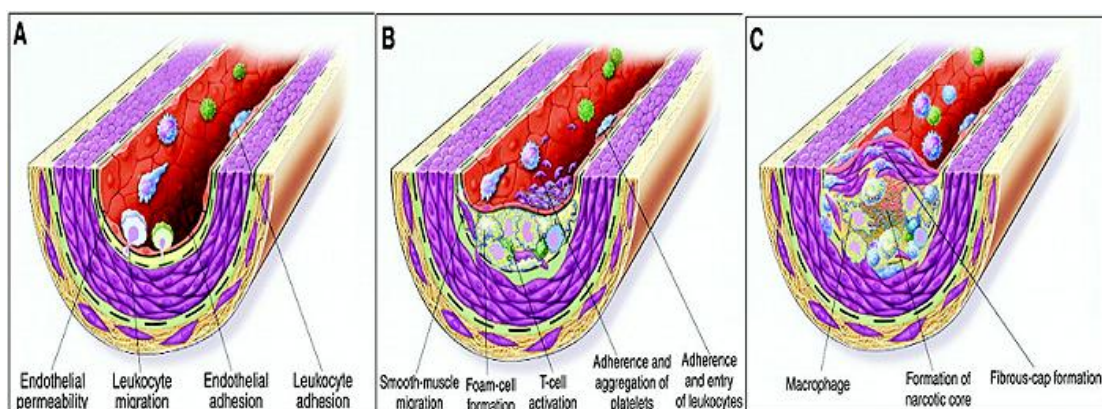 A
B
C
Endothelial
permeability
Leukocyte
migration
Endothelial
adhesion
Leukocyte
adhesion
Smooth-muscle
migration
Foam-cell
formation
T-cell
activation
Adherence and
aggregation of
platelets
Adherence
and entry
of leukocytes
Macrophage
Formation of
narcotic core
Fibrous-cap formation